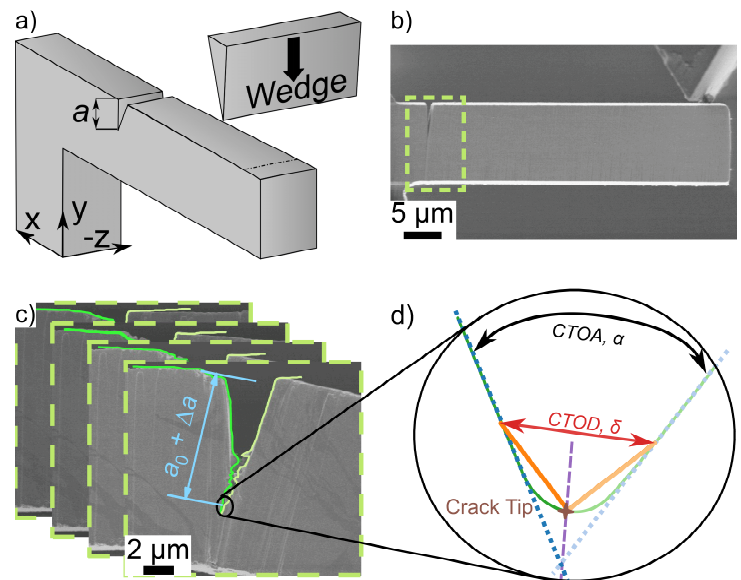 a)
Wedge
a
x
y
-z
b)
5 µm
c)
a₀ + Δa
2 µm
d)
CTOA, α
CTOD, δ
Crack Tip